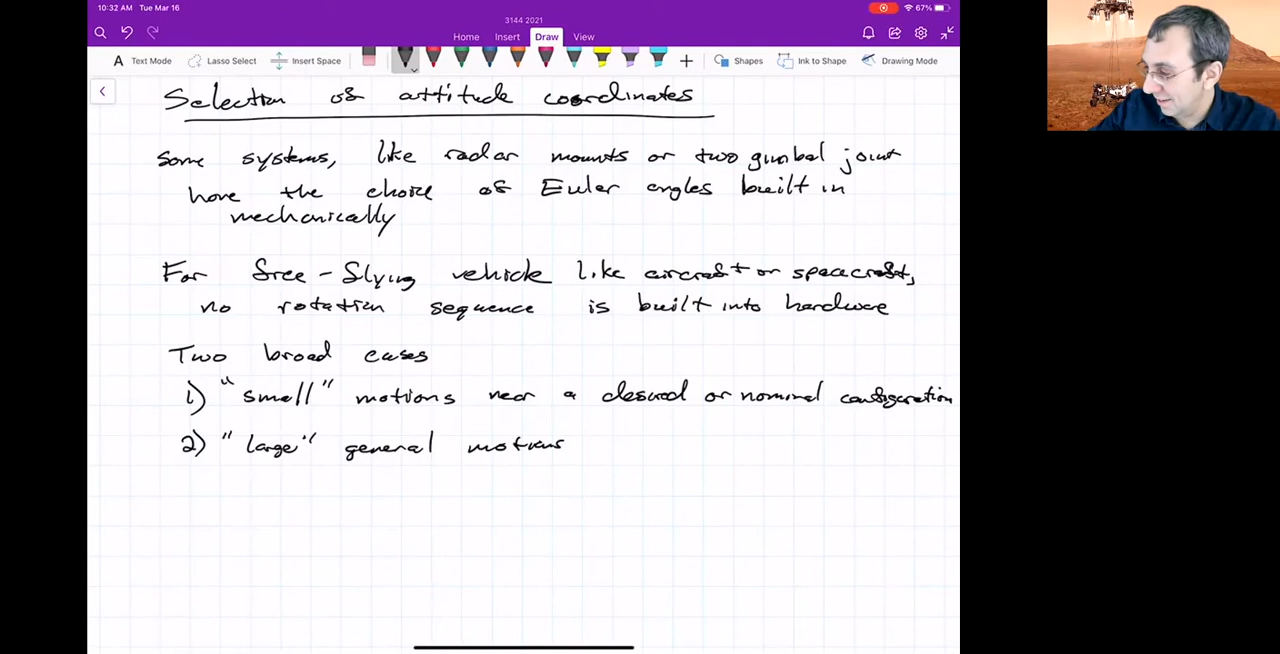 10:32 AM Tue Mar 16
67%
3144 2021
Home Insert Draw View
Text Mode Lasso Select Insert Space Shapes Ink to Shape Drawing Mode
Selection of attitude coordinates
Some systems, like radar mounts or two gimbal joint
have the choice of Euler angles built in
mechanically
For free-flying vehicle like aircraft or spacecraft,
no rotation sequence is built into hardware
Two broad cases
1) "small" motions near a desired or nominal configuration
2) "large" general motions